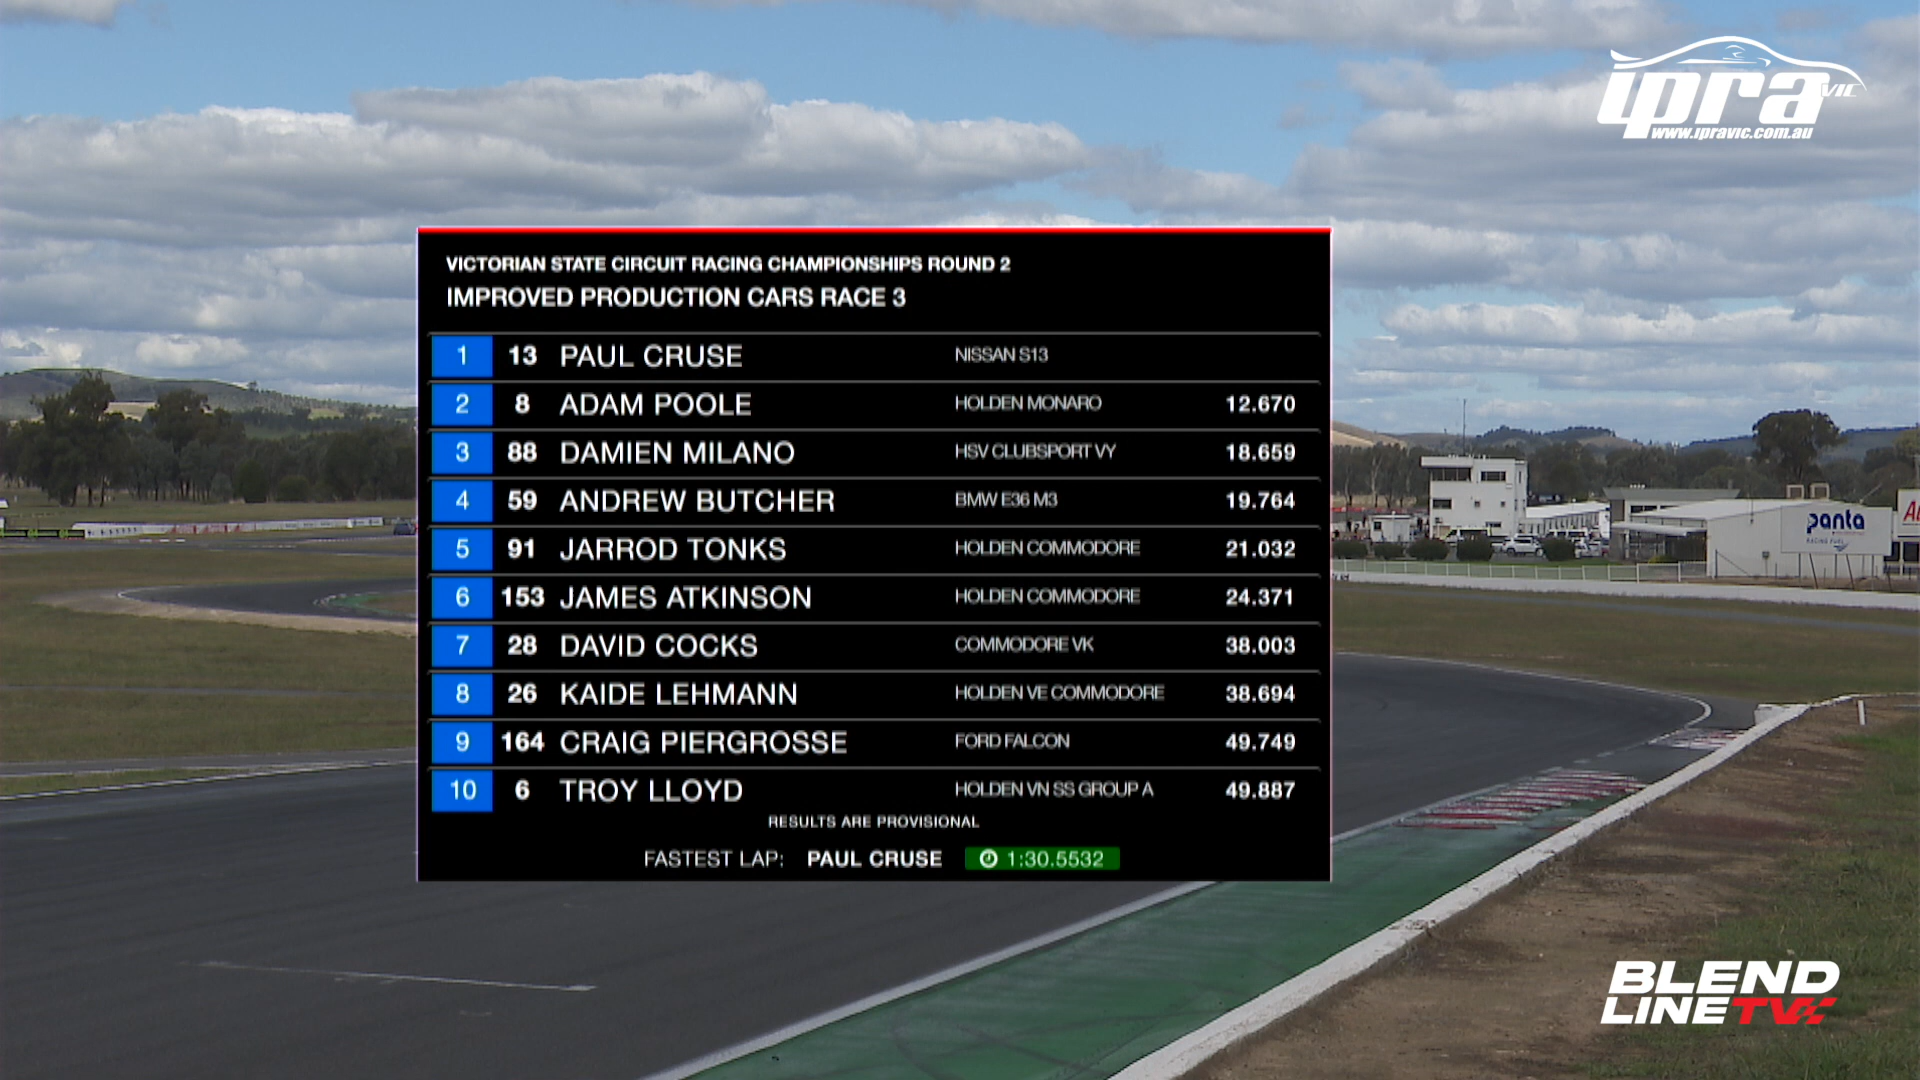 ipra VIC
www.ipravic.com.au
VICTORIAN STATE CIRCUIT RACING CHAMPIONSHIPS ROUND 2
IMPROVED PRODUCTION CARS RACE 3
1 13 PAUL CRUSE NISSAN S13
2 8 ADAM POOLE HOLDEN MONARO 12.670
3 88 DAMIEN MILANO HSV CLUBSPORT VY 18.659
4 59 ANDREW BUTCHER BMW E36 M3 19.764
5 91 JARROD TONKS HOLDEN COMMODORE 21.032
6 153 JAMES ATKINSON HOLDEN COMMODORE 24.371
7 28 DAVID COCKS COMMODORE VK 38.003
8 26 KAIDE LEHMANN HOLDEN VE COMMODORE 38.694
9 164 CRAIG PIERGROSSE FORD FALCON 49.749
10 6 TROY LLOYD HOLDEN VN SS GROUP A 49.887
RESULTS ARE PROVISIONAL
FASTEST LAP: PAUL CRUSE 1:30.5532
panta
RACING FUEL
BLEND
LINETV